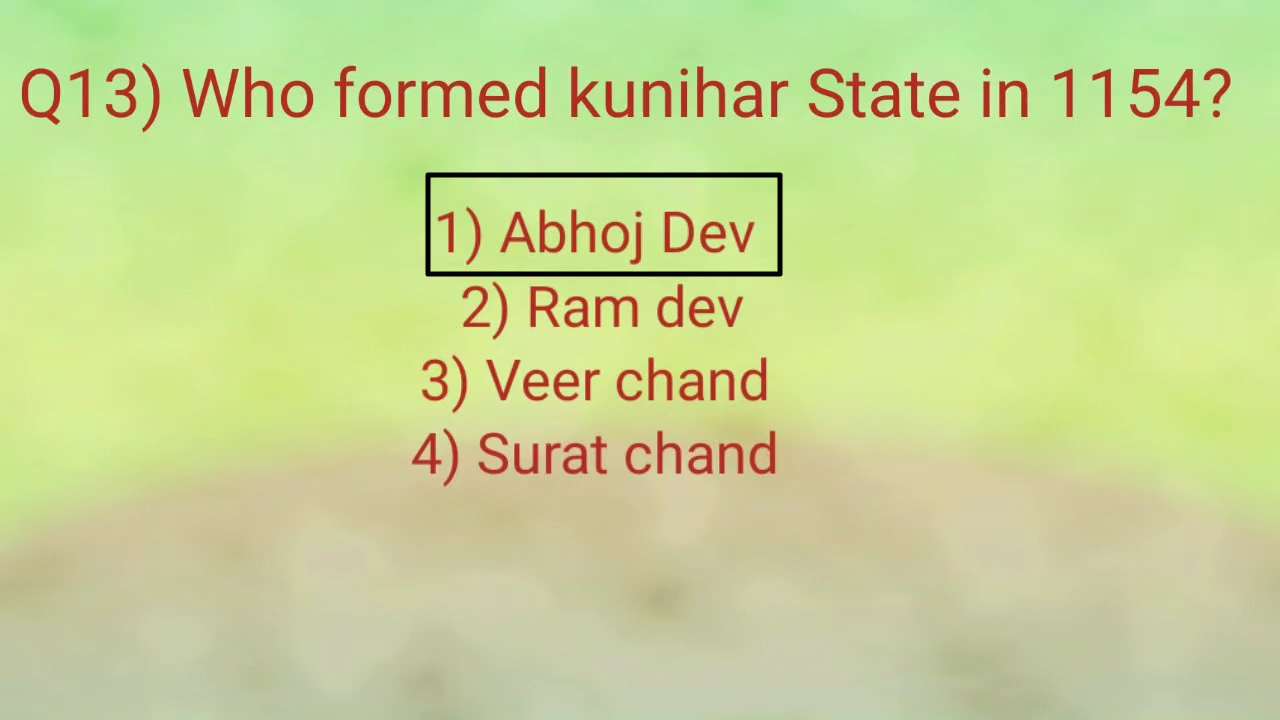 Q13) Who formed kunihar State in 1154?
1) Abhoj Dev
2) Ram dev
3) Veer chand
4) Surat chand